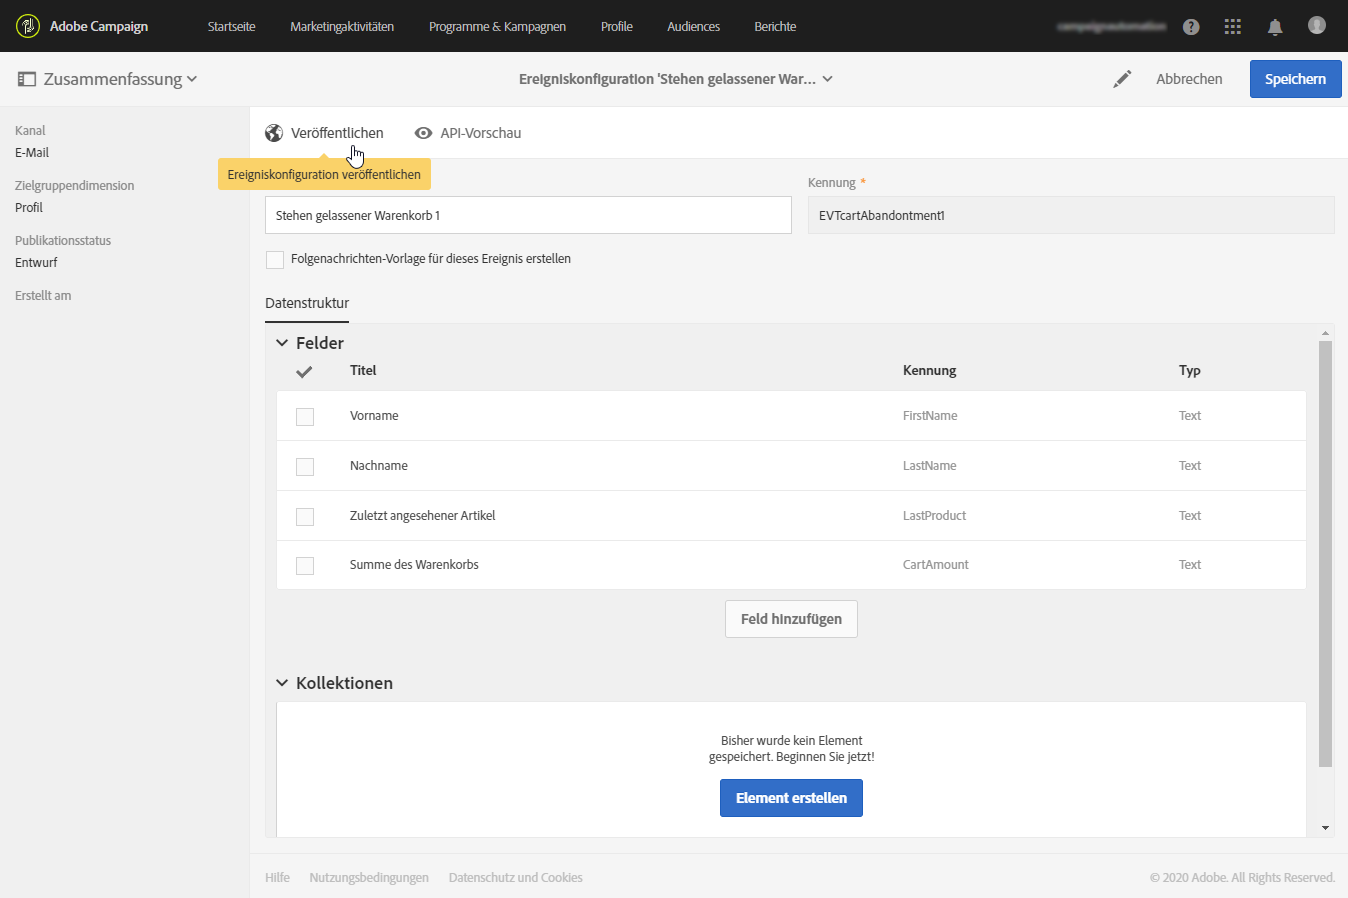 Adobe Campaign
Startseite
Marketingaktivitäten
Programme & Kampagnen
Profile
Audiences
Berichte
Zusammenfassung
Ereigniskonfiguration 'Stehen gelassener War...
Abbrechen
Speichern
Kanal
E-Mail
Zielgruppendimension
Profil
Publikationsstatus
Entwurf
Erstellt am
Veröffentlichen
API-Vorschau
Ereigniskonfiguration veröffentlichen
Kennung *
Stehen gelassener Warenkorb 1
EVTcartAbandontment1
Folgenachrichten-Vorlage für dieses Ereignis erstellen
Datenstruktur
Felder
Titel Kennung Typ
Vorname FirstName Text
Nachname LastName Text
Zuletzt angesehener Artikel LastProduct Text
Summe des Warenkorbs CartAmount Text
Feld hinzufügen
Kollektionen
Bisher wurde kein Element
gespeichert. Beginnen Sie jetzt!
Element erstellen
Hilfe Nutzungsbedingungen Datenschutz und Cookies © 2020 Adobe. All Rights Reserved.